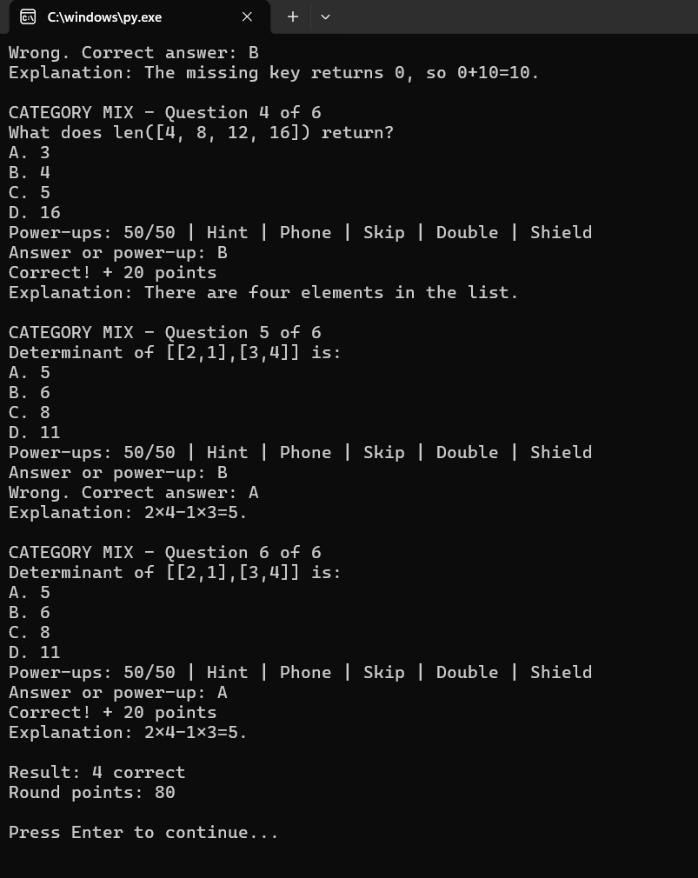 C:\windows\py.exe
Wrong. Correct answer: B
Explanation: The missing key returns 0, so 0+10=10.
CATEGORY MIX - Question 4 of 6
What does len([4, 8, 12, 16]) return?
A. 3
B. 4
C. 5
D. 16
Power-ups: 50/50 | Hint | Phone | Skip | Double | Shield
Answer or power-up: B
Correct! + 20 points
Explanation: There are four elements in the list.
CATEGORY MIX - Question 5 of 6
Determinant of [[2,1],[3,4]] is:
A. 5
B. 6
C. 8
D. 11
Power-ups: 50/50 | Hint | Phone | Skip | Double | Shield
Answer or power-up: B
Wrong. Correct answer: A
Explanation: 2×4-1×3=5.
CATEGORY MIX - Question 6 of 6
Determinant of [[2,1],[3,4]] is:
A. 5
B. 6
C. 8
D. 11
Power-ups: 50/50 | Hint | Phone | Skip | Double | Shield
Answer or power-up: A
Correct! + 20 points
Explanation: 2×4-1×3=5.
Result: 4 correct
Round points: 80
Press Enter to continue...